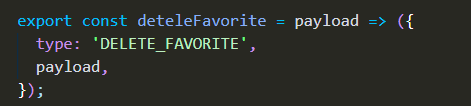 export const deteleFavorite = payload => ({
  type: 'DELETE_FAVORITE',
  payload,
});